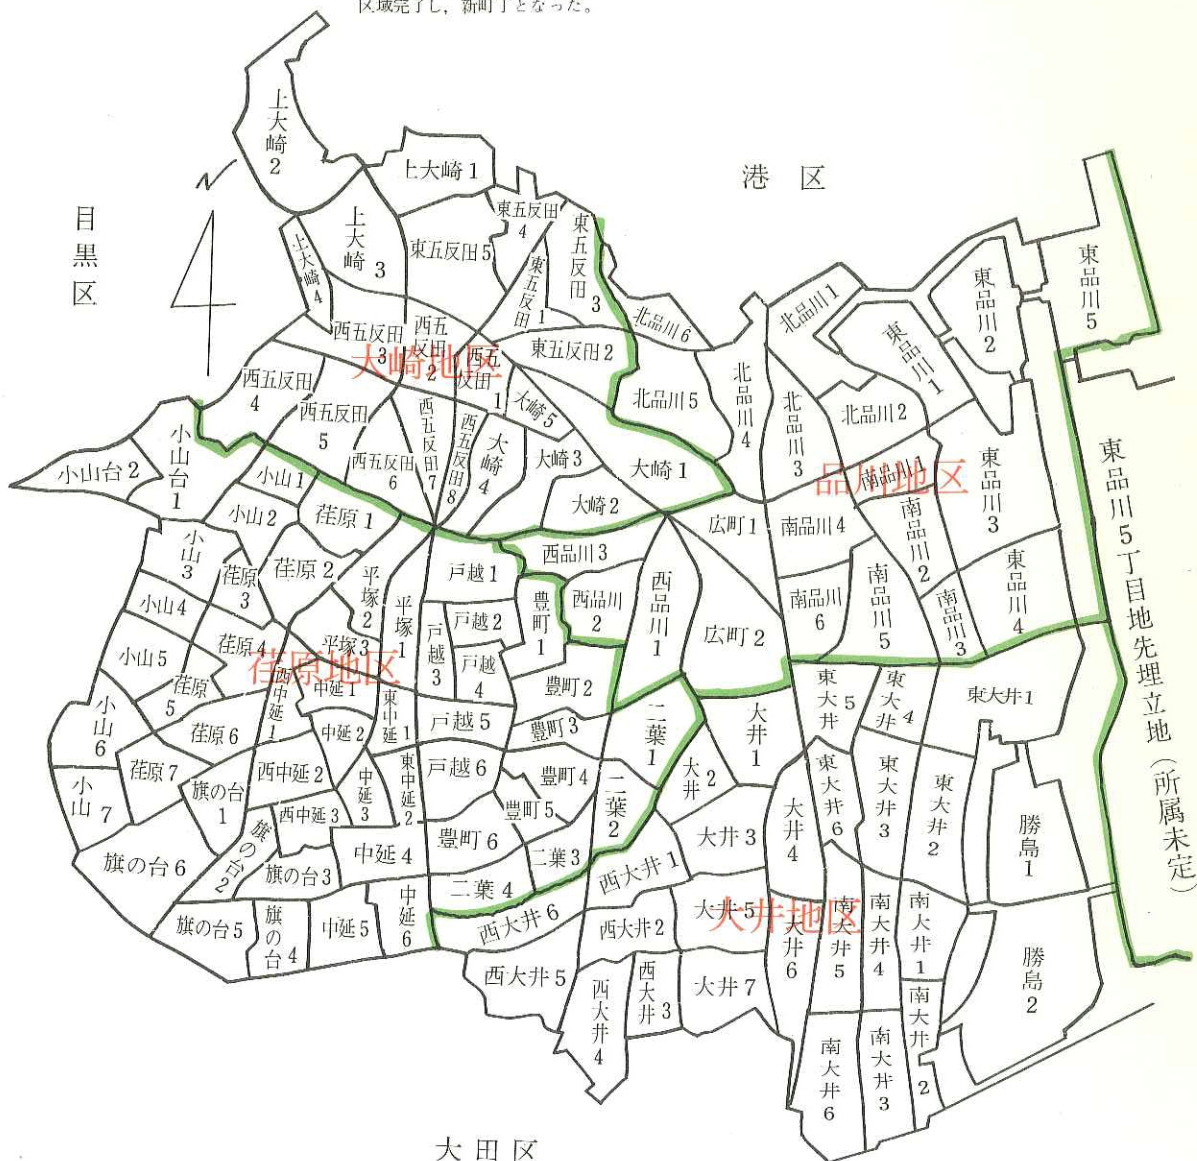 区域完了し，新町丁となった。
上大崎2
上大崎1
港区
目黒区
N
上大崎3
上大崎4
東五反田5
東五反田4
東五反田3
東五反田1
東五反田2
東品川5
東品川2
北品川1
北品川6
東品川1
西五反田3
西五反田2
西五反田1
大崎地区
西五反田4
西五反田5
西五反田6
西五反田7
西五反田8
大崎5
大崎4
大崎3
大崎1
大崎2
北品川5
北品川4
北品川3
北品川2
品川地区
南品川1
東品川3
小山台2
小山台1
小山1
小山2
荏原1
広町1
南品川4
南品川2
東品川4
東品川5丁目地先埋立地（所属未定）
小山3
荏原3
荏原2
平塚2
平塚1
戸越1
西品川3
西品川2
西品川1
広町2
南品川6
南品川5
南品川3
小山4
荏原4
平塚3
戸越3
戸越2
戸越4
豊町1
豊町2
荏原地区
小山5
荏原5
西中延1
中延1
東中延1
戸越5
豊町3
二葉1
大井1
東大井5
東大井4
東大井1
小山6
荏原6
中延2
荏原7
旗の台1
西中延2
中延3
東中延2
戸越6
豊町4
豊町5
二葉2
大井2
大井3
大井4
東大井6
東大井3
東大井2
勝島1
小山7
旗の台6
旗の台2
西中延3
旗の台3
中延4
豊町6
二葉3
二葉4
西大井1
旗の台5
旗の台4
中延5
中延6
西大井6
西大井2
大井5
大井地区
大井6
南大井5
南大井4
南大井1
勝島2
西大井5
西大井4
西大井3
大井7
南大井6
南大井3
南大井2
大田区